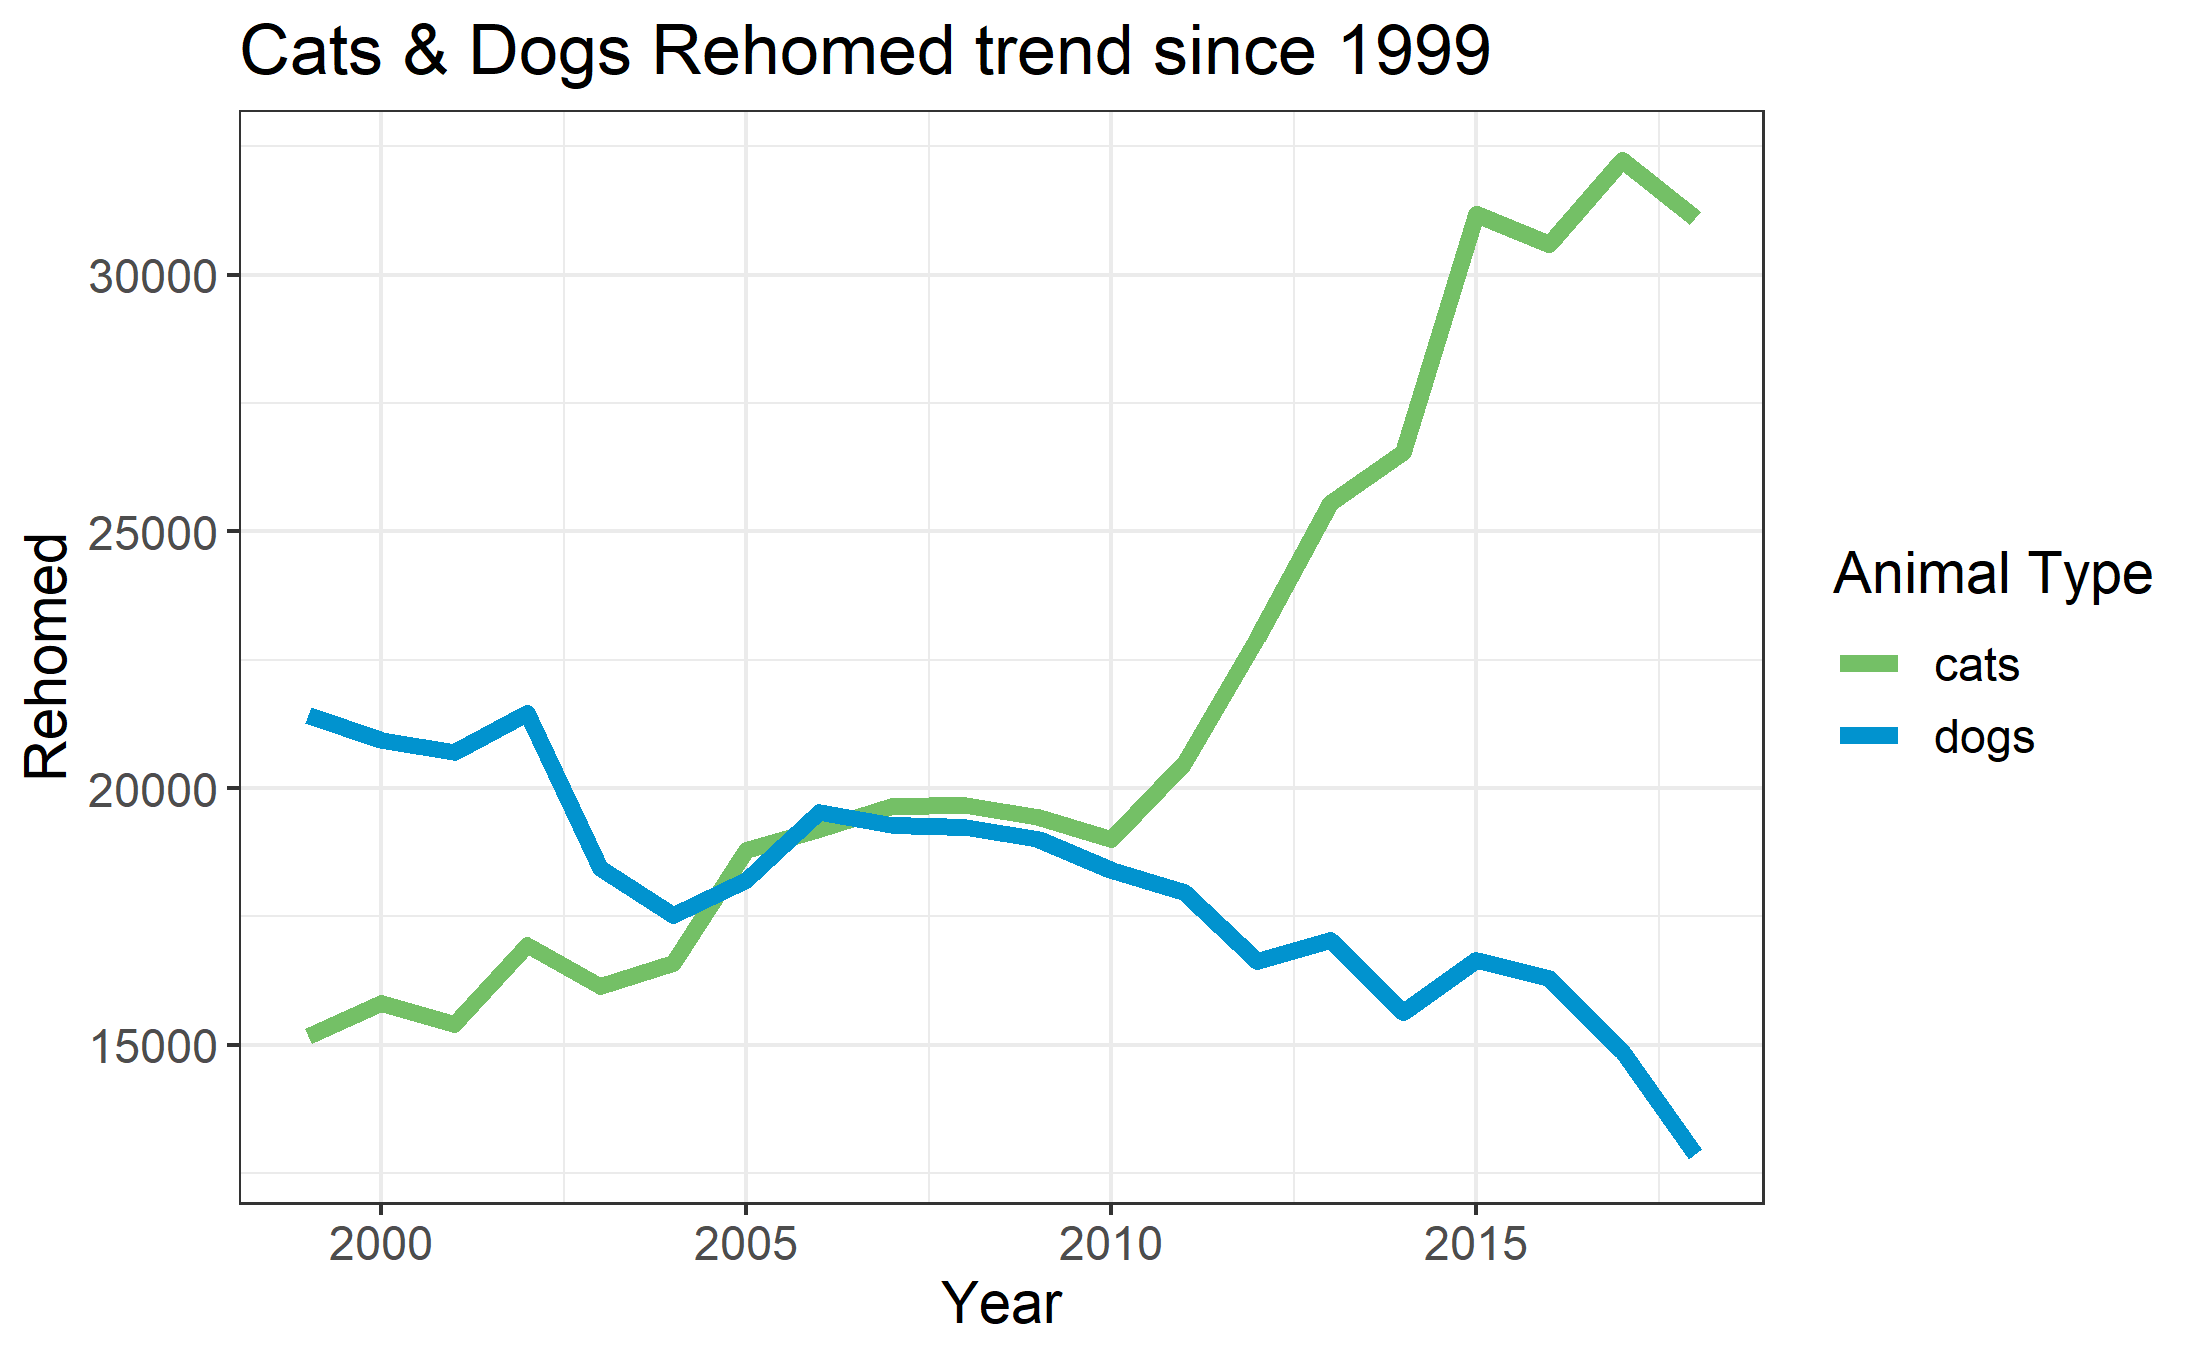 Cats & Dogs Rehomed trend since 1999
Rehomed
30000
25000
20000
15000
2000 2005 2010 2015
Year
Animal Type
cats
dogs